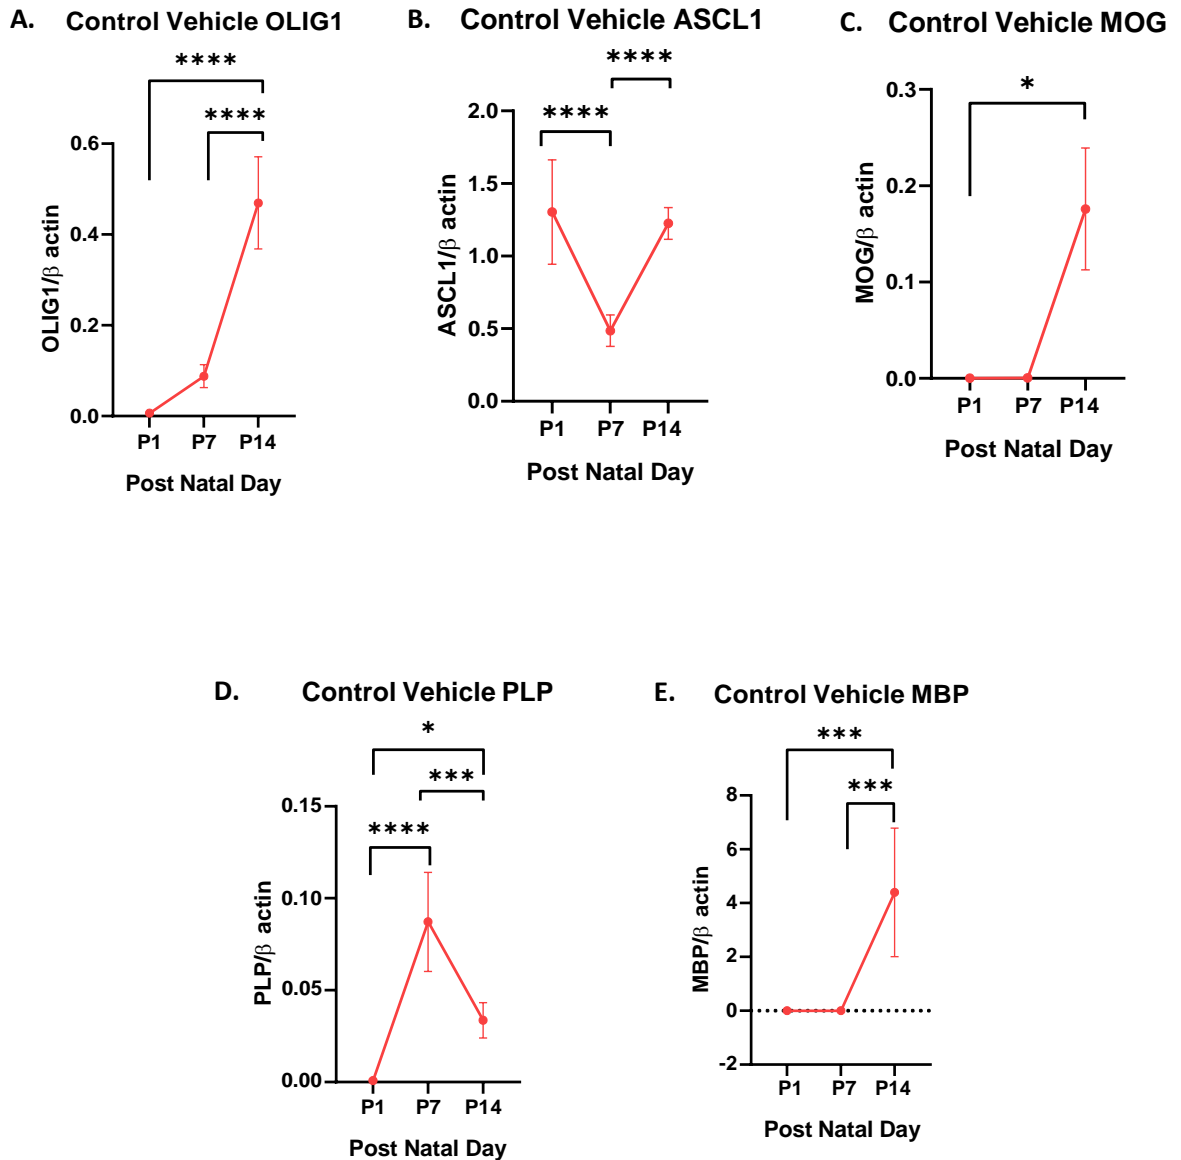 A. Control Vehicle OLIG1
****
****
0.6
0.4
0.2
0.0
OLIG1/β actin
P1 P7 P14
Post Natal Day
B. Control Vehicle ASCL1
****
****
2.0
1.5
1.0
0.5
0.0
ASCL1/β actin
P1 P7 P14
Post Natal Day
C. Control Vehicle MOG
*
0.3
0.2
0.1
0.0
MOG/β actin
P1 P7 P14
Post Natal Day
D. Control Vehicle PLP
*
***
****
0.15
0.10
0.05
0.00
PLP/β actin
P1 P7 P14
Post Natal Day
E. Control Vehicle MBP
***
***
8
6
4
2
0
-2
MBP/β actin
P1 P7 P14
Post Natal Day